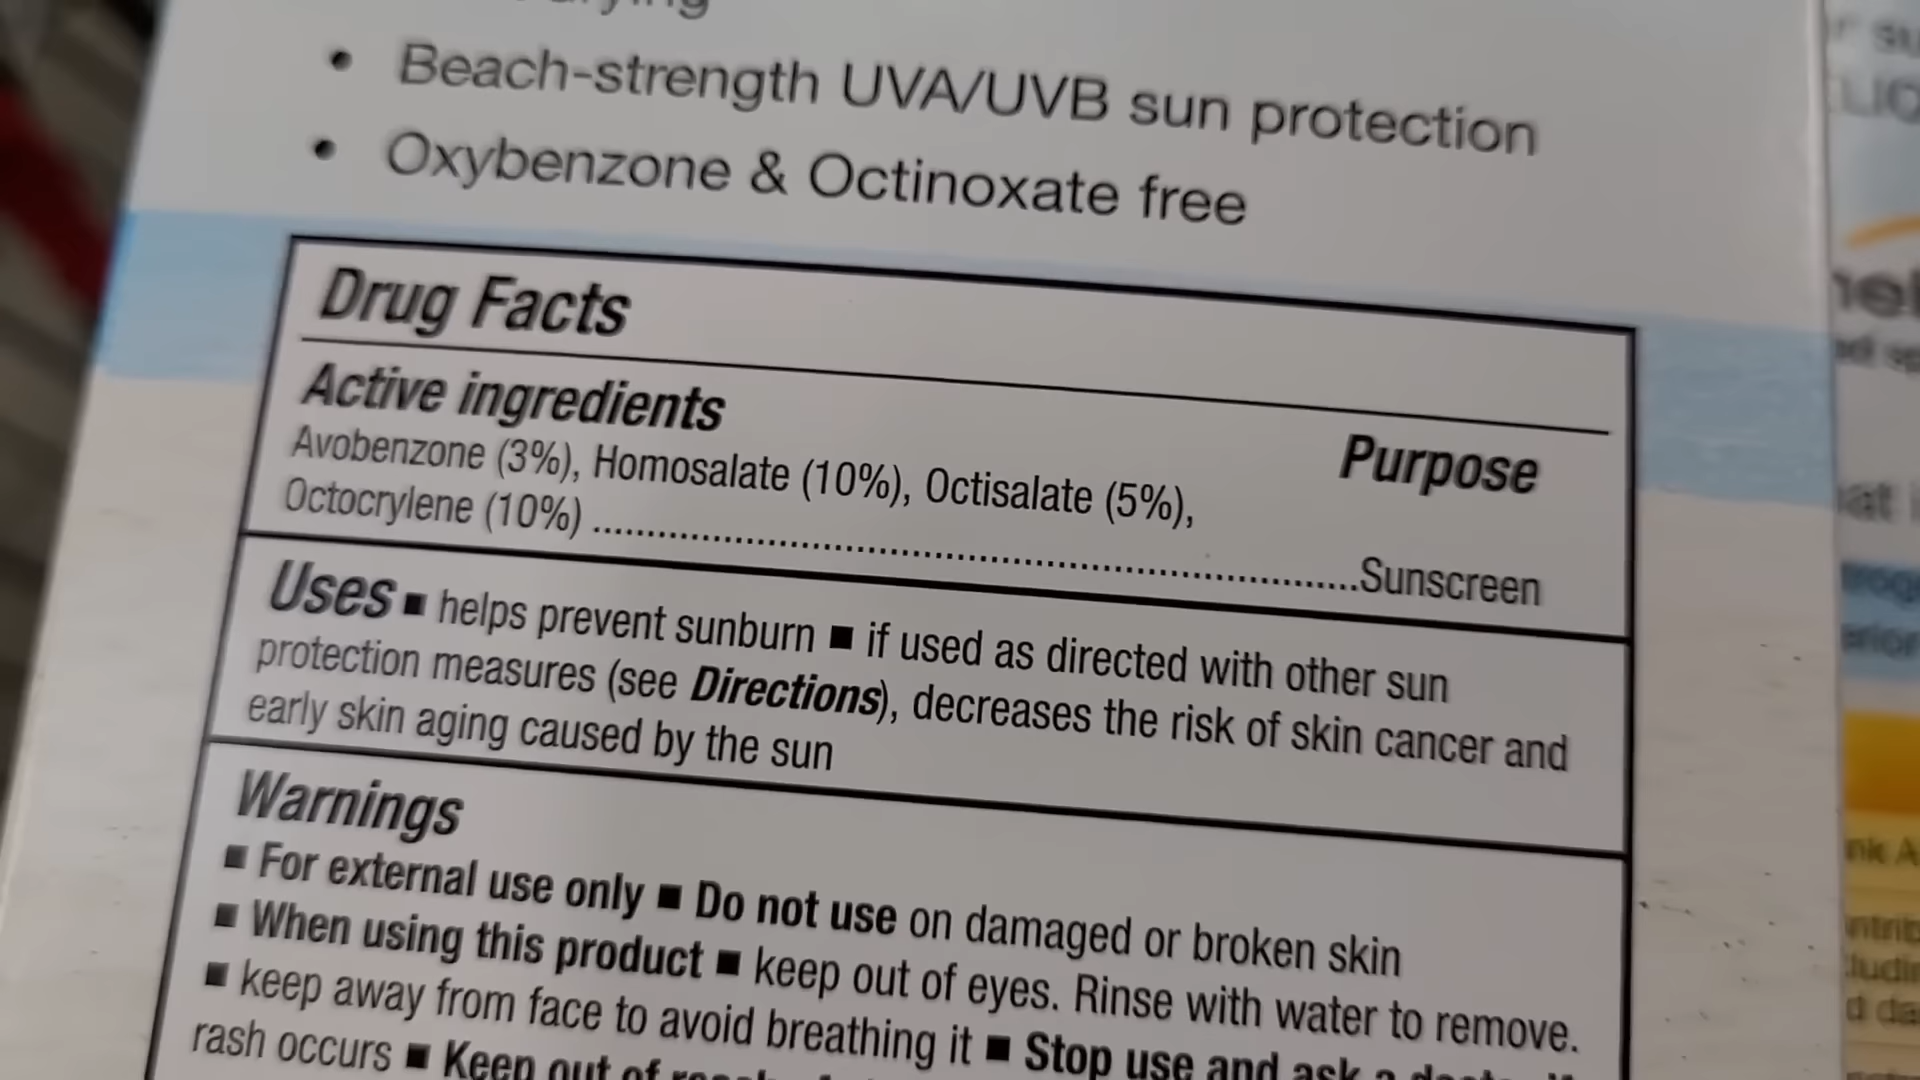 • Beach-strength UVA/UVB sun protection
• Oxybenzone & Octinoxate free
Drug Facts
Active ingredients
Purpose
Avobenzone (3%), Homosalate (10%), Octisalate (5%),
Octocrylene (10%) ........................................Sunscreen
Uses ■ helps prevent sunburn ■ if used as directed with other sun
protection measures (see Directions), decreases the risk of skin cancer and
early skin aging caused by the sun
Warnings
■ For external use only ■ Do not use on damaged or broken skin
■ When using this product ■ keep out of eyes. Rinse with water to remove.
■ keep away from face to avoid breathing it ■ Stop use and ask a
rash occurs ■ Keep out of